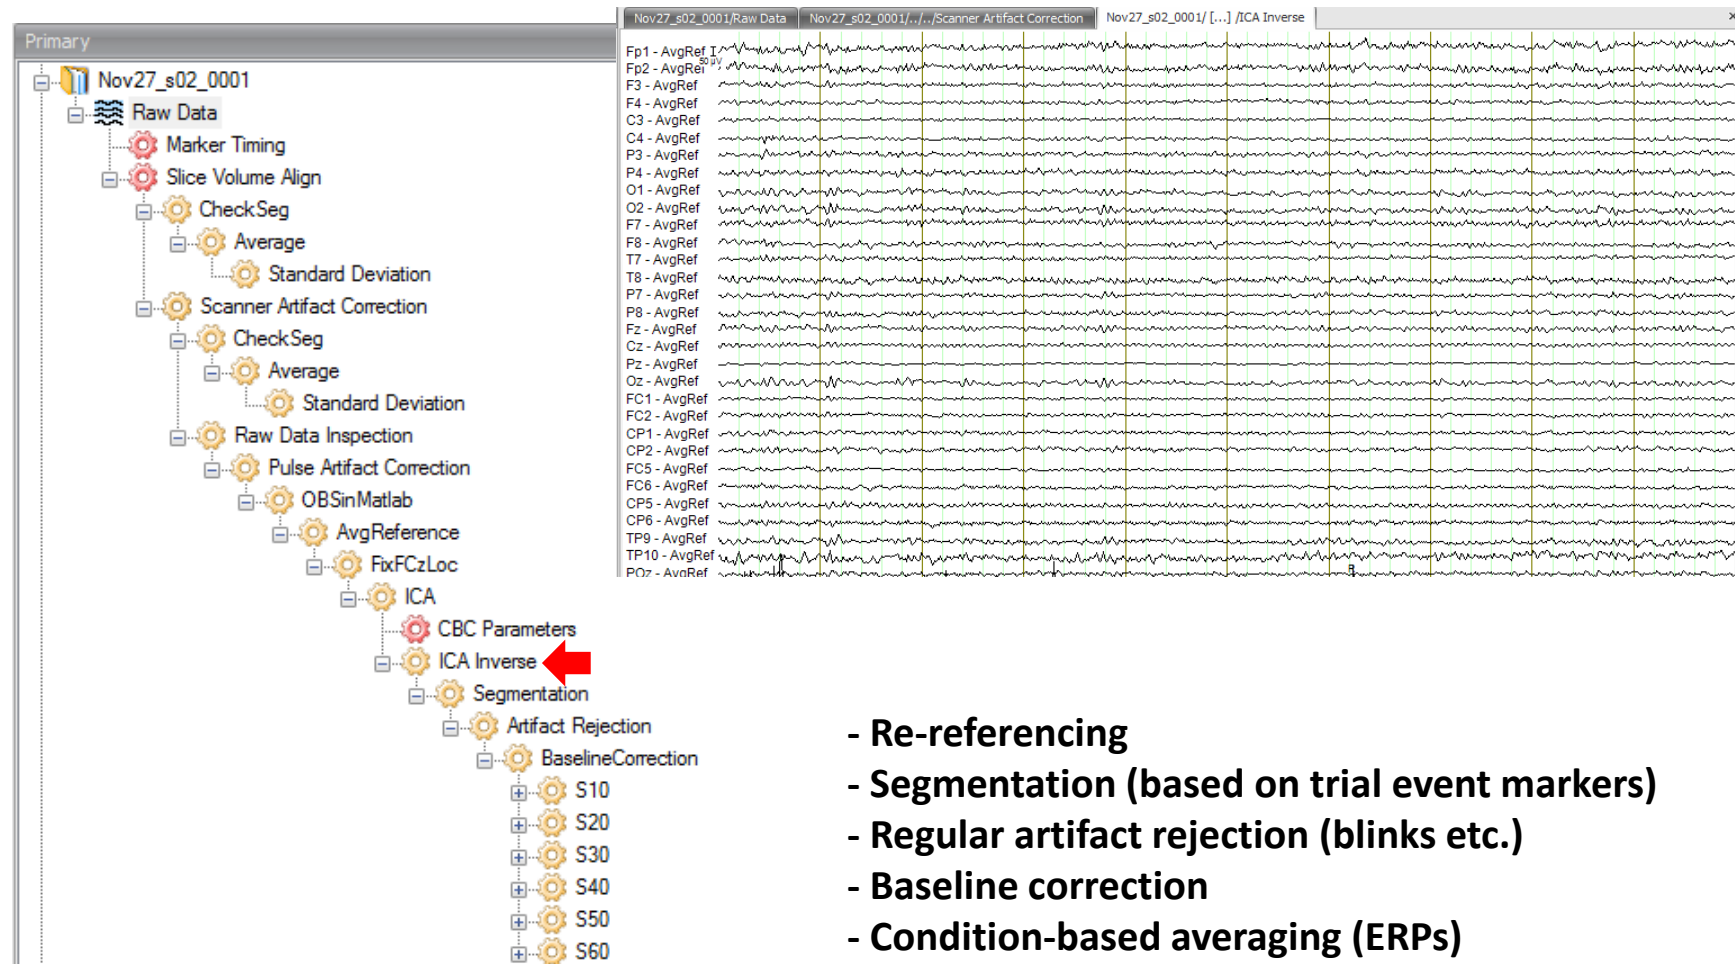 Primary
Nov27_s02_0001
Raw Data
Marker Timing
Slice Volume Align
CheckSeg
Average
Standard Deviation
Scanner Artifact Correction
CheckSeg
Average
Standard Deviation
Raw Data Inspection
Pulse Artifact Correction
OBSinMatlab
AvgReference
FixFCzLoc
ICA
CBC Parameters
ICA Inverse
Segmentation
Artifact Rejection
BaselineCorrection
S10
S20
S30
S40
S50
S60
Nov27_s02_0001/Raw Data Nov27_s02_0001/../../Scanner Artifact Correction Nov27_s02_0001/ [...] /ICA Inverse
Fp1 - AvgRef
50 µV
Fp2 - AvgRef
F3 - AvgRef
F4 - AvgRef
C3 - AvgRef
C4 - AvgRef
P3 - AvgRef
P4 - AvgRef
O1 - AvgRef
O2 - AvgRef
F7 - AvgRef
F8 - AvgRef
T7 - AvgRef
T8 - AvgRef
P7 - AvgRef
P8 - AvgRef
Fz - AvgRef
Cz - AvgRef
Pz - AvgRef
Oz - AvgRef
FC1 - AvgRef
FC2 - AvgRef
CP1 - AvgRef
CP2 - AvgRef
FC5 - AvgRef
FC6 - AvgRef
CP5 - AvgRef
CP6 - AvgRef
TP9 - AvgRef
TP10 - AvgRef
POz - AvgRef
R
- Re-referencing
- Segmentation (based on trial event markers)
- Regular artifact rejection (blinks etc.)
- Baseline correction
- Condition-based averaging (ERPs)